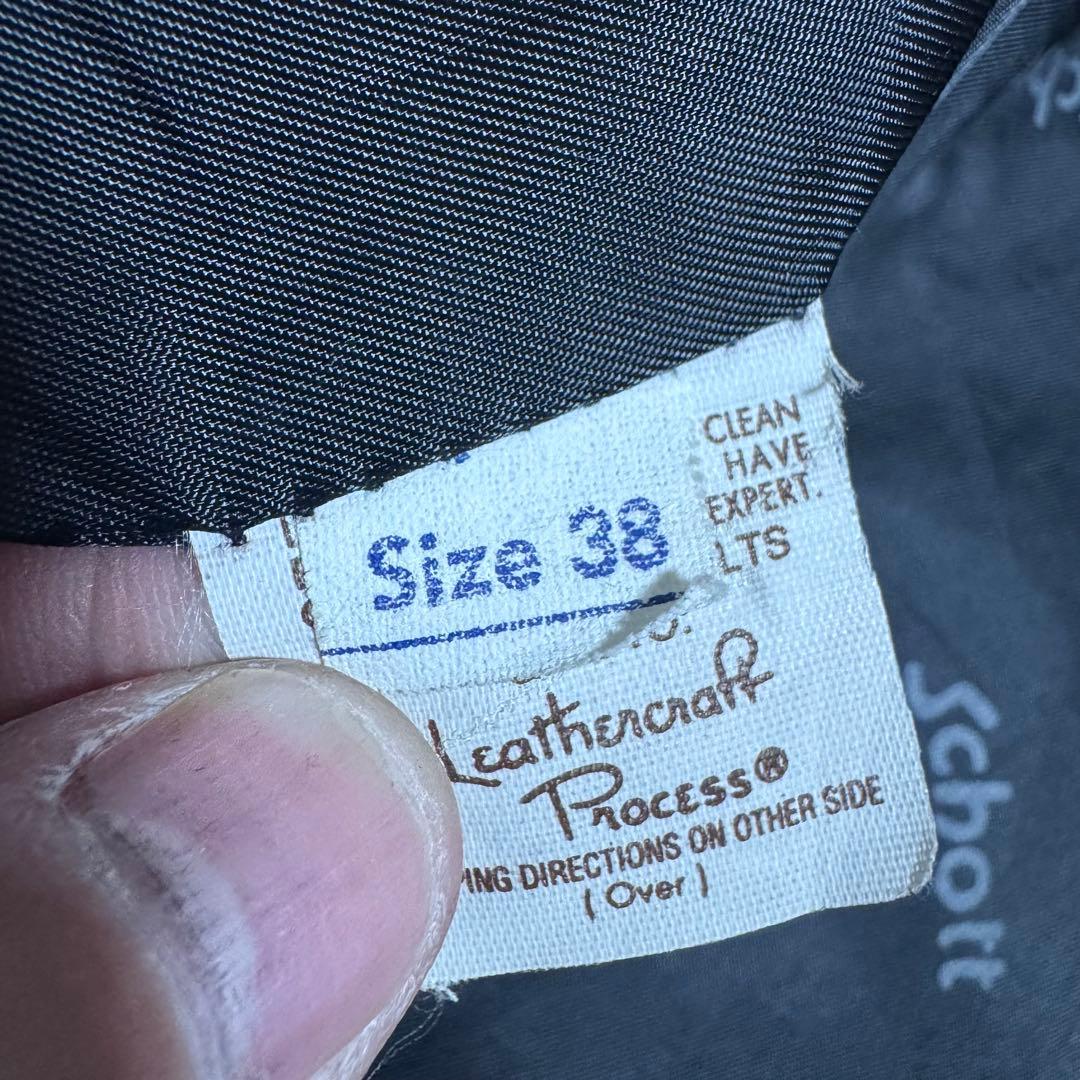 CLEAN
HAVE
EXPERT.
LTS
Size 38
Leathercraft
Process®
ING DIRECTIONS ON OTHER SIDE
(Over)
Schott